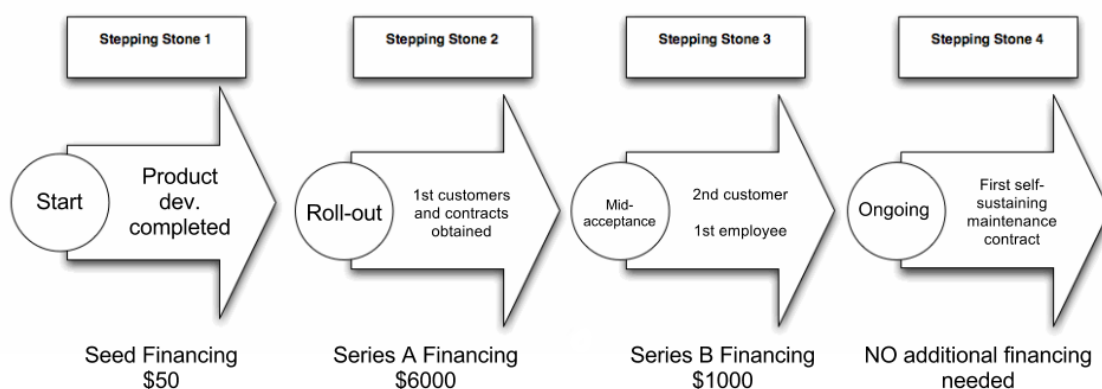 Stepping Stone 1
Stepping Stone 2
Stepping Stone 3
Stepping Stone 4
Start
Product
dev.
completed
Roll-out
1st customers
and contracts
obtained
Mid-
acceptance
2nd customer
1st employee
Ongoing
First self-
sustaining
maintenance
contract
Seed Financing
$50
Series A Financing
$6000
Series B Financing
$1000
NO additional financing
needed